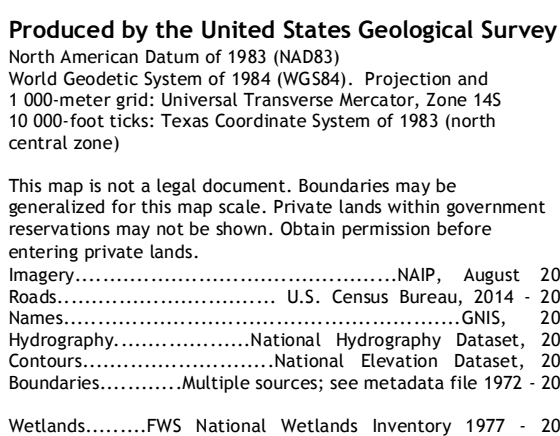 Produced by the United States Geological Survey
North American Datum of 1983 (NAD83)
World Geodetic System of 1984 (WGS84). Projection and
1 000-meter grid: Universal Transverse Mercator, Zone 14S
10 000-foot ticks: Texas Coordinate System of 1983 (north
central zone)
This map is not a legal document. Boundaries may be
generalized for this map scale. Private lands within government
reservations may not be shown. Obtain permission before
entering private lands.
Imagery.............................................NAIP, August 20
Roads.............................. U.S. Census Bureau, 2014 - 20
Names.......................................................GNIS, 20
Hydrography...................National Hydrography Dataset, 20
Contours..............................National Elevation Dataset, 20
Boundaries............Multiple sources; see metadata file 1972 - 20
Wetlands.........FWS National Wetlands Inventory 1977 - 20